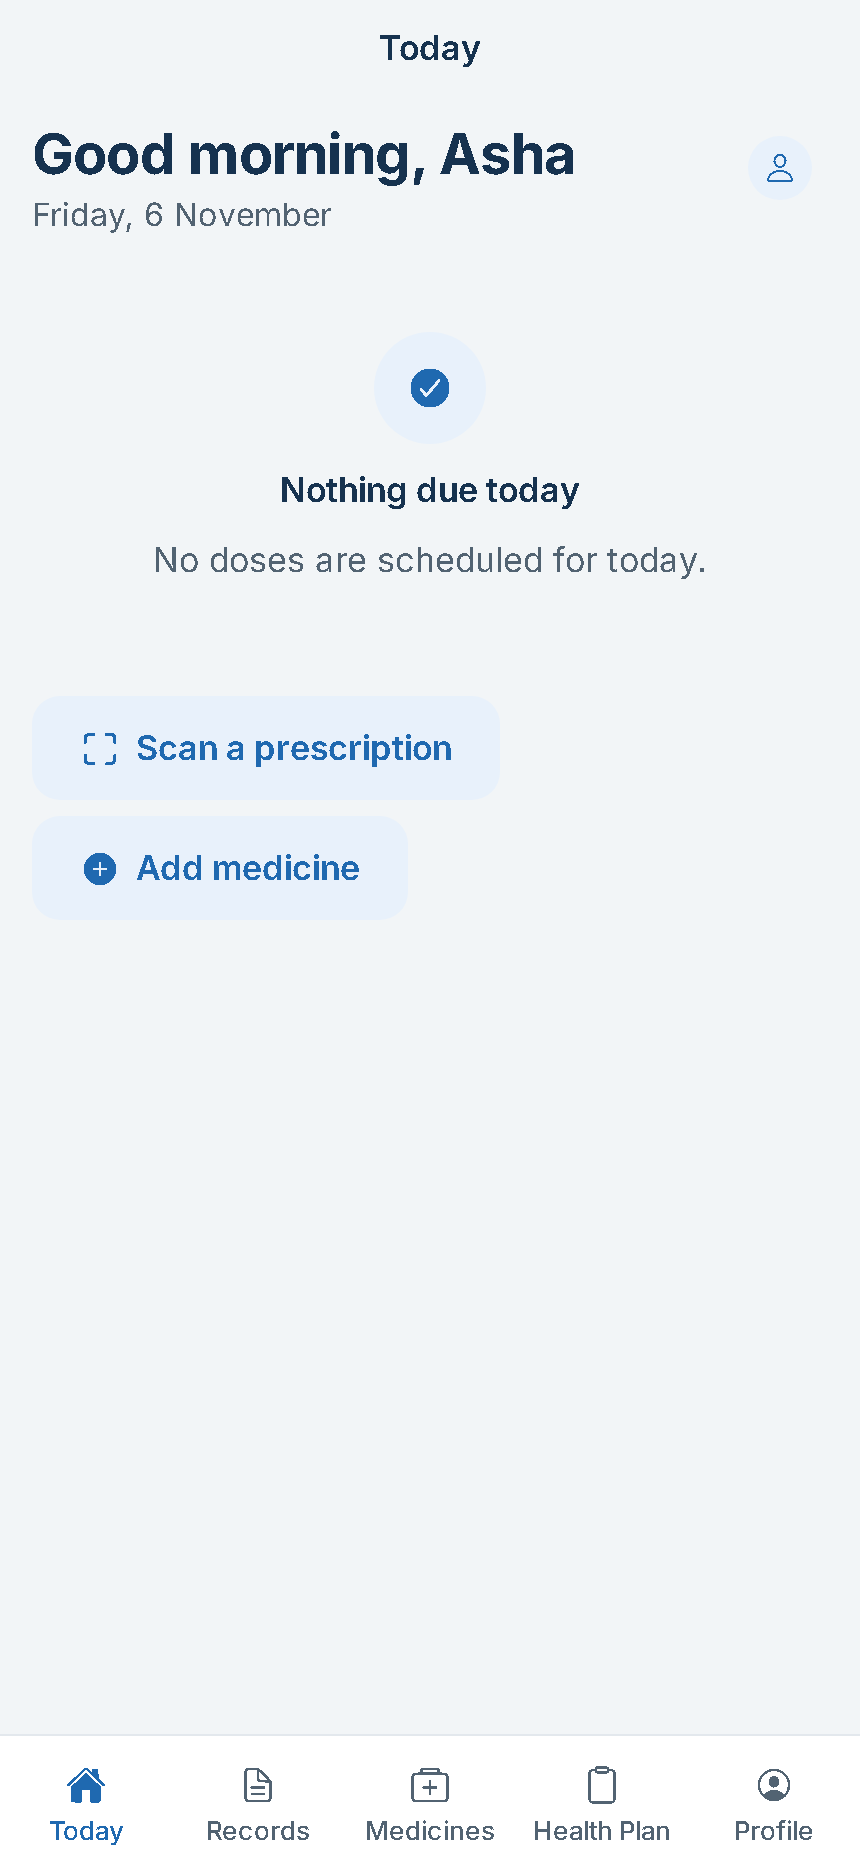 Today
Good morning, Asha
Friday, 6 November
Nothing due today
No doses are scheduled for today.
Scan a prescription
Add medicine
Today
Records
Medicines
Health Plan
Profile